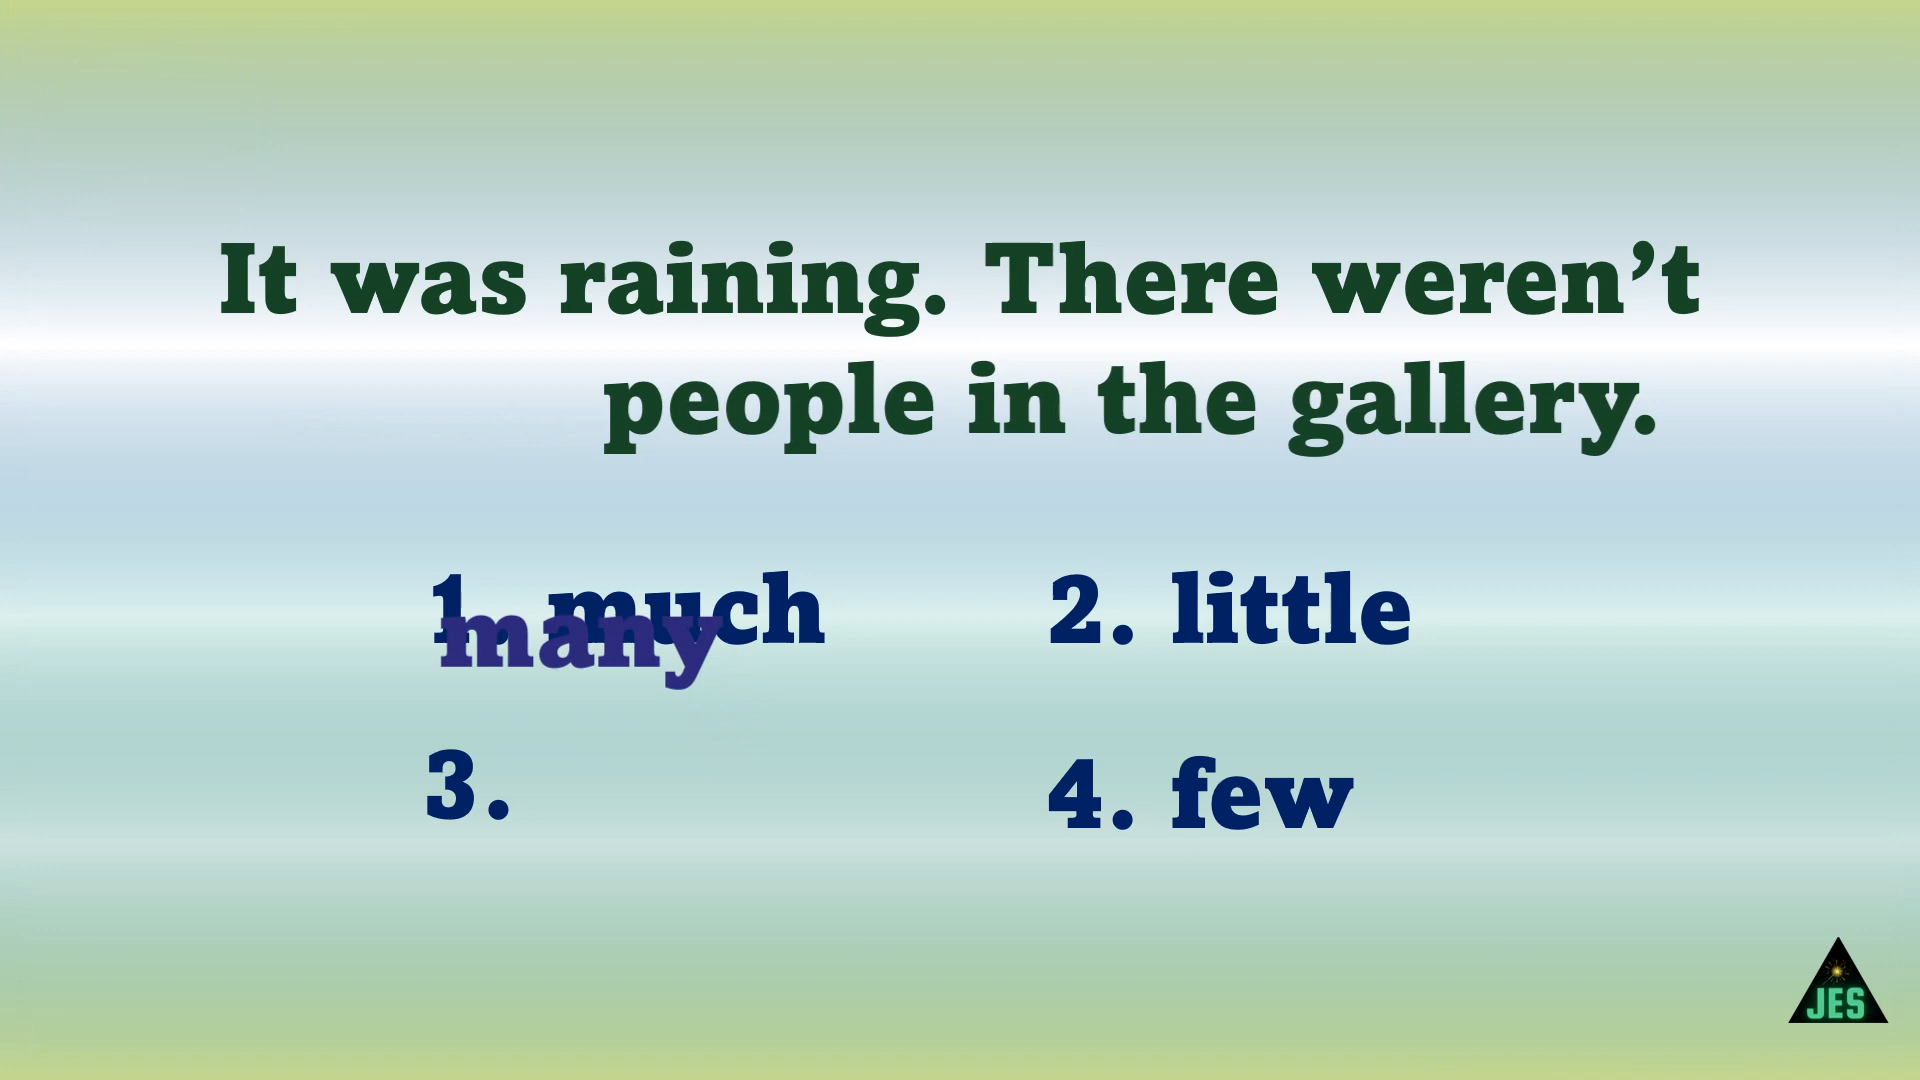 It was raining. There weren’t
people in the gallery.
1. much
2. little
many
3.
4. few
JES